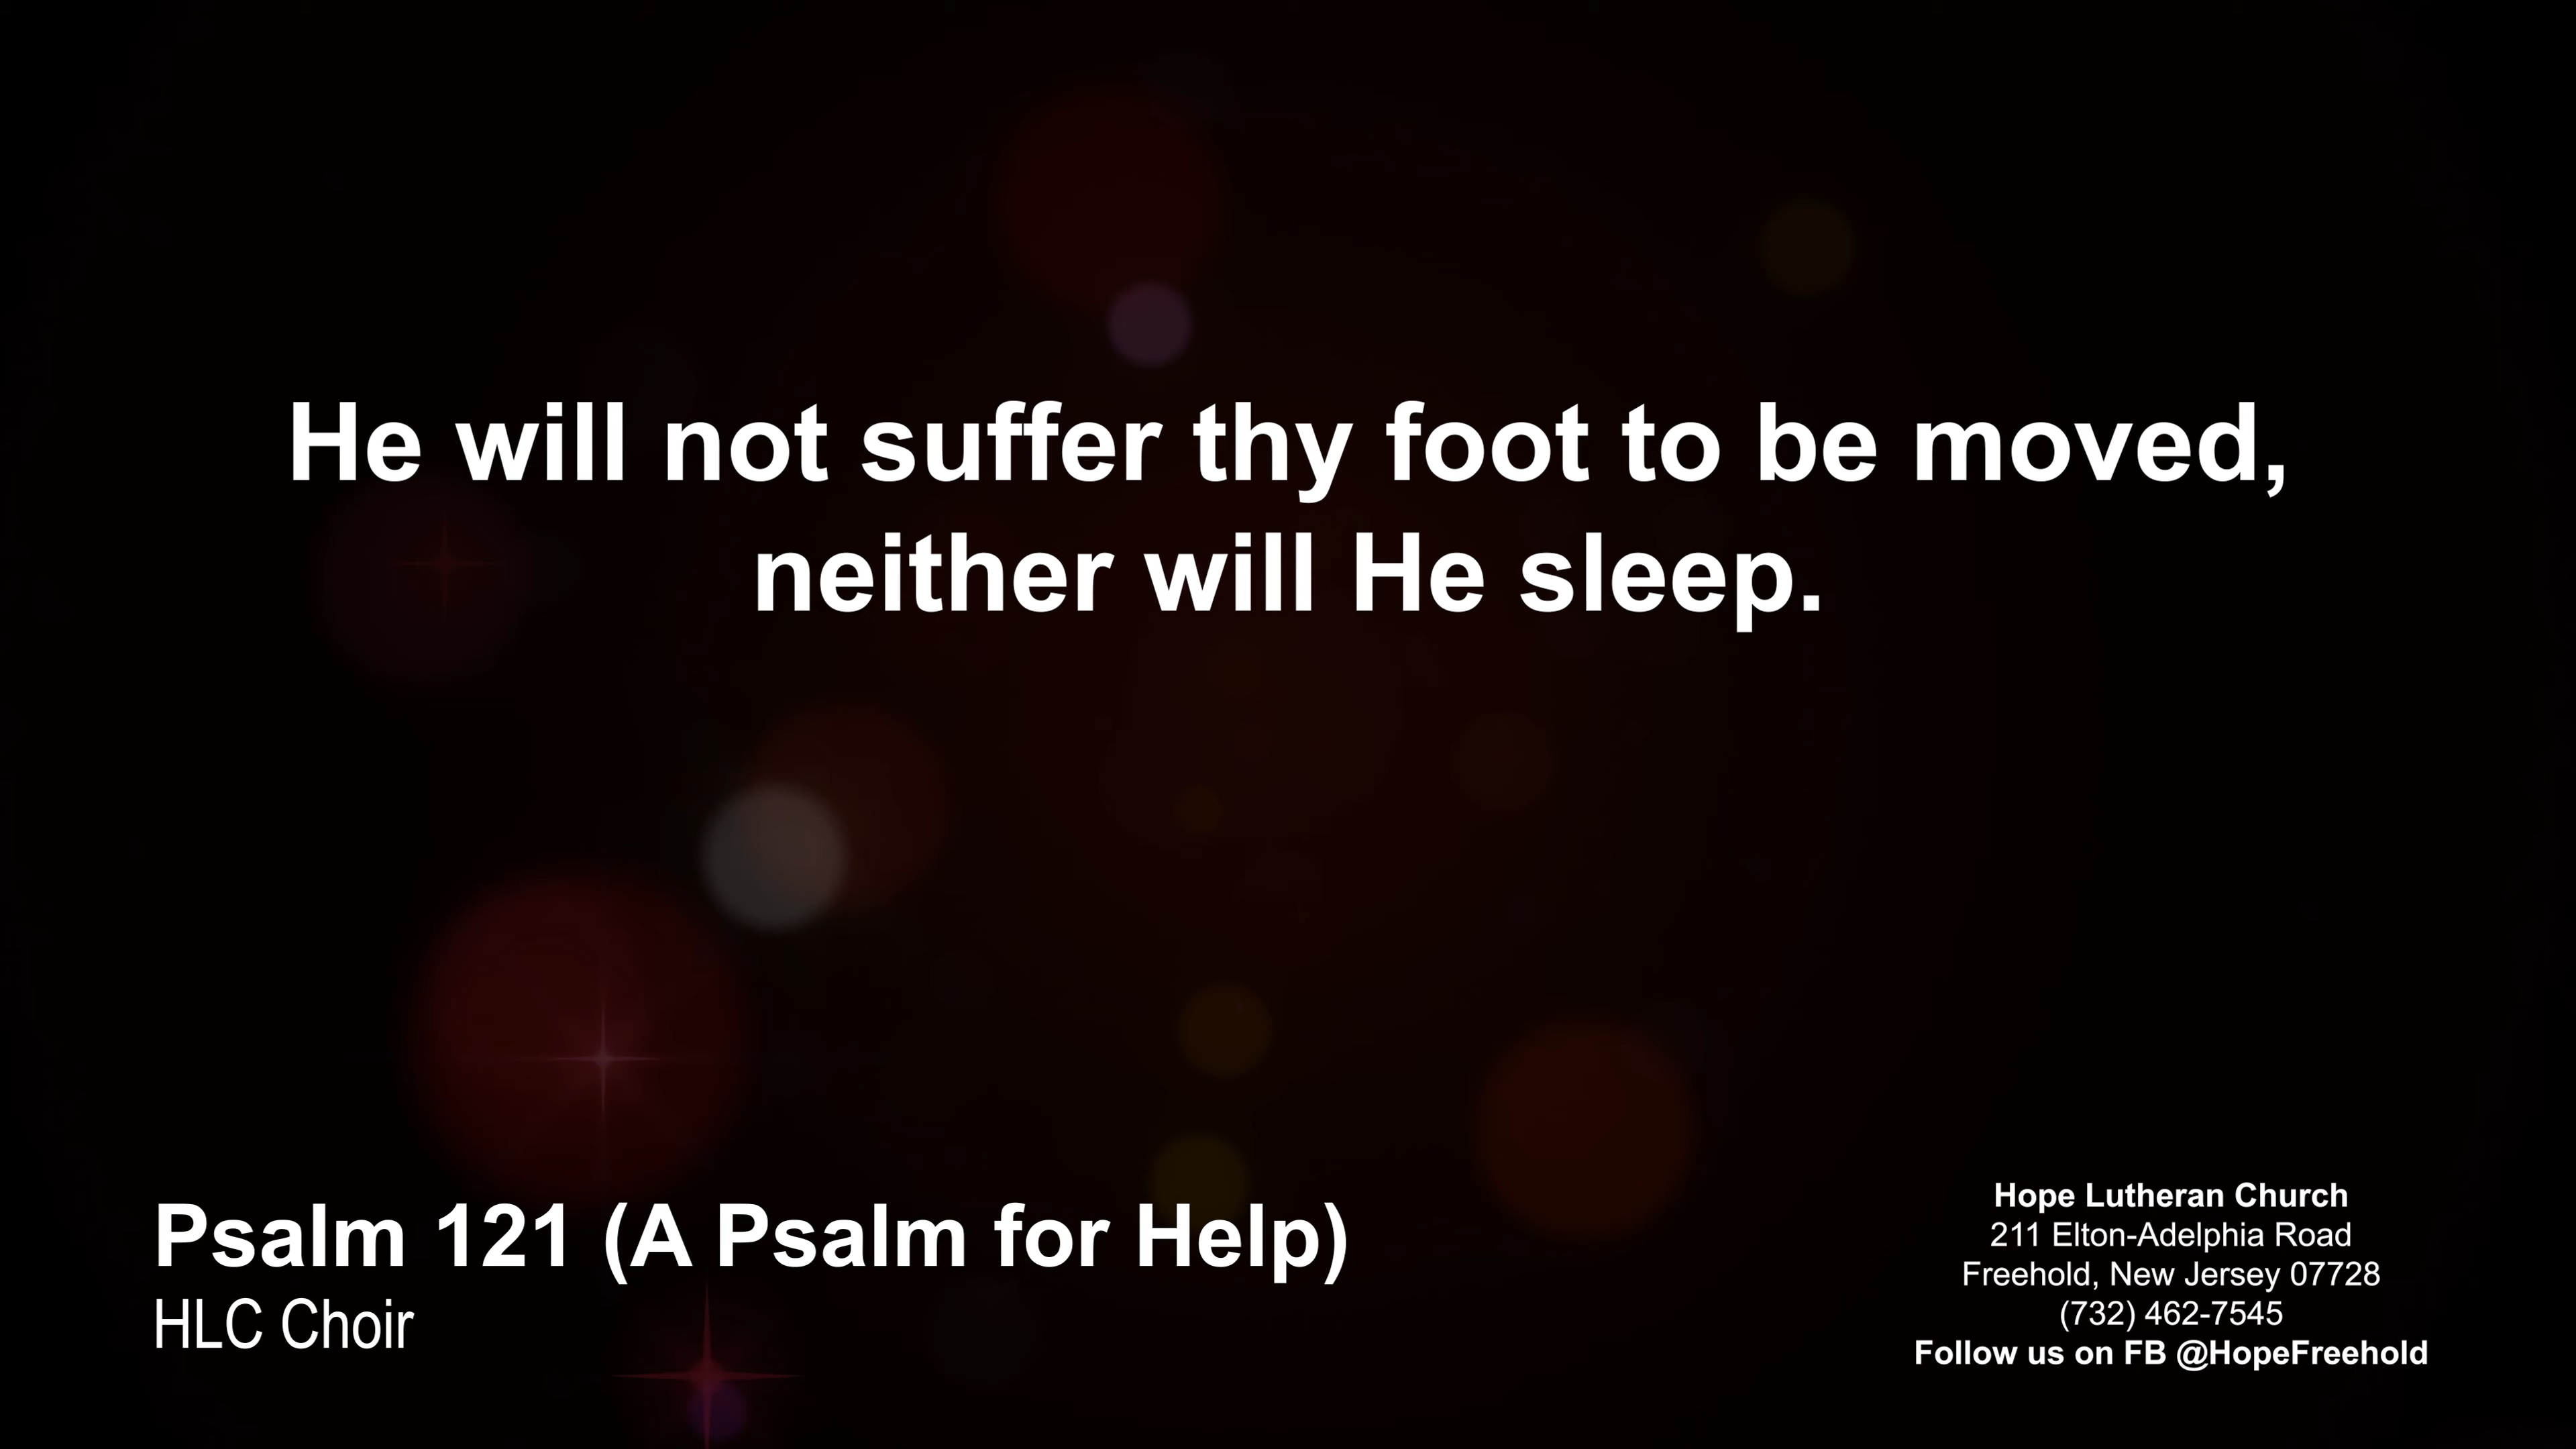 He will not suffer thy foot to be moved,
neither will He sleep.
Psalm 121 (A Psalm for Help)
HLC Choir
Hope Lutheran Church
211 Elton-Adelphia Road
Freehold, New Jersey 07728
(732) 462-7545
Follow us on FB @HopeFreehold